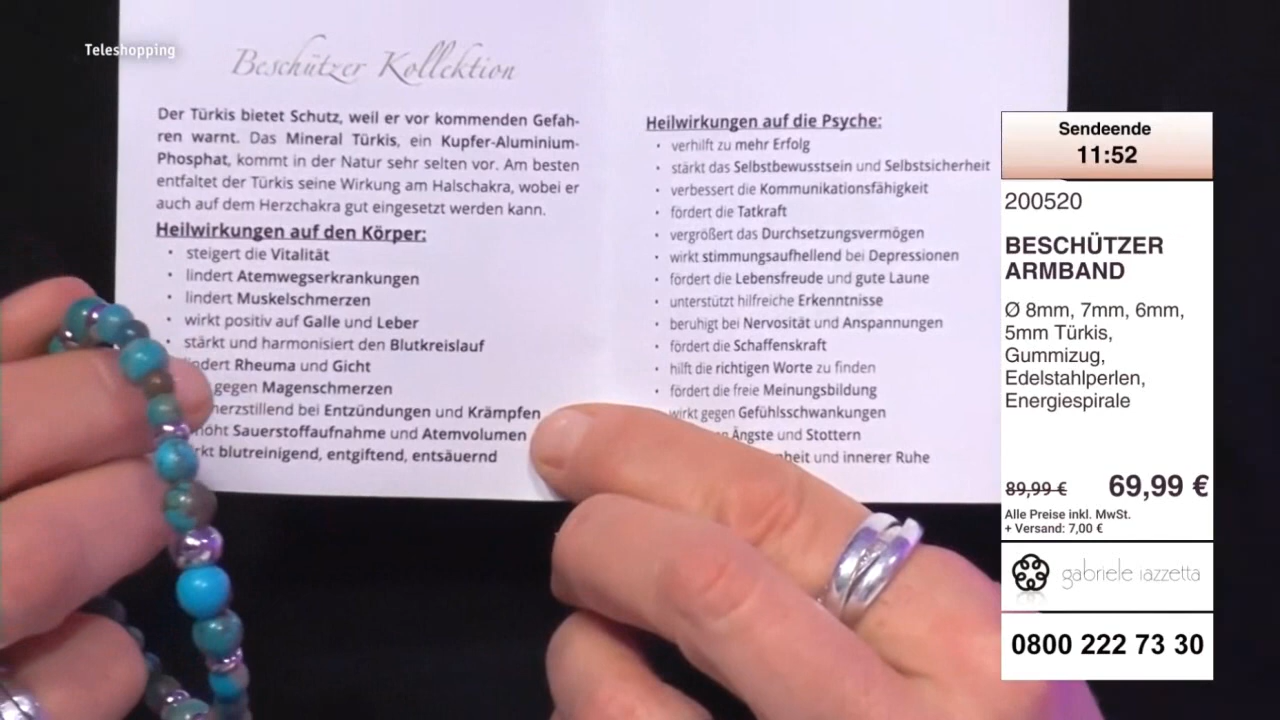 Teleshopping
Beschützer Kollektion
Der Türkis bietet Schutz, weil er vor kommenden Gefah-
ren warnt. Das Mineral Türkis, ein Kupfer-Aluminium-
Phosphat, kommt in der Natur sehr selten vor. Am besten
entfaltet der Türkis seine Wirkung am Halschakra, wobei er
auch auf dem Herzchakra gut eingesetzt werden kann.
Heilwirkungen auf den Körper:
• steigert die Vitalität
• lindert Atemwegserkrankungen
• lindert Muskelschmerzen
• wirkt positiv auf Galle und Leber
• stärkt und harmonisiert den Blutkreislauf
Rheuma und Gicht
gegen Magenschmerzen
bei Entzündungen und Krämpfen
Sauerstoffaufnahme und Atemvolumen
blutreinigend, entgiftend, entsäuernd
Heilwirkungen auf die Psyche:
• verhilft zu mehr Erfolg
• stärkt das Selbstbewusstsein und Selbstsicherheit
• verbessert die Kommunikationsfähigkeit
• fördert die Tatkraft
• vergrößert das Durchsetzungsvermögen
• wirkt stimmungsaufhellend bei Depressionen
• fördert die Lebensfreude und gute Laune
• unterstützt hilfreiche Erkenntnisse
• beruhigt bei Nervosität und Anspannungen
• fördert die Schaffenskraft
• hilft die richtigen Worte zu finden
• fördert die freie Meinungsbildung
wirkt gegen Gefühlsschwankungen
Ängste und Stottern
und innerer Ruhe
Sendeende
11:52
200520
BESCHÜTZER
ARMBAND
Ø 8mm, 7mm, 6mm,
5mm Türkis,
Gummizug,
Edelstahlperlen,
Energiespirale
89,99 € 69,99 €
Alle Preise inkl. MwSt.
+ Versand: 7,00 €
gabriele iazzetta
0800 222 73 30